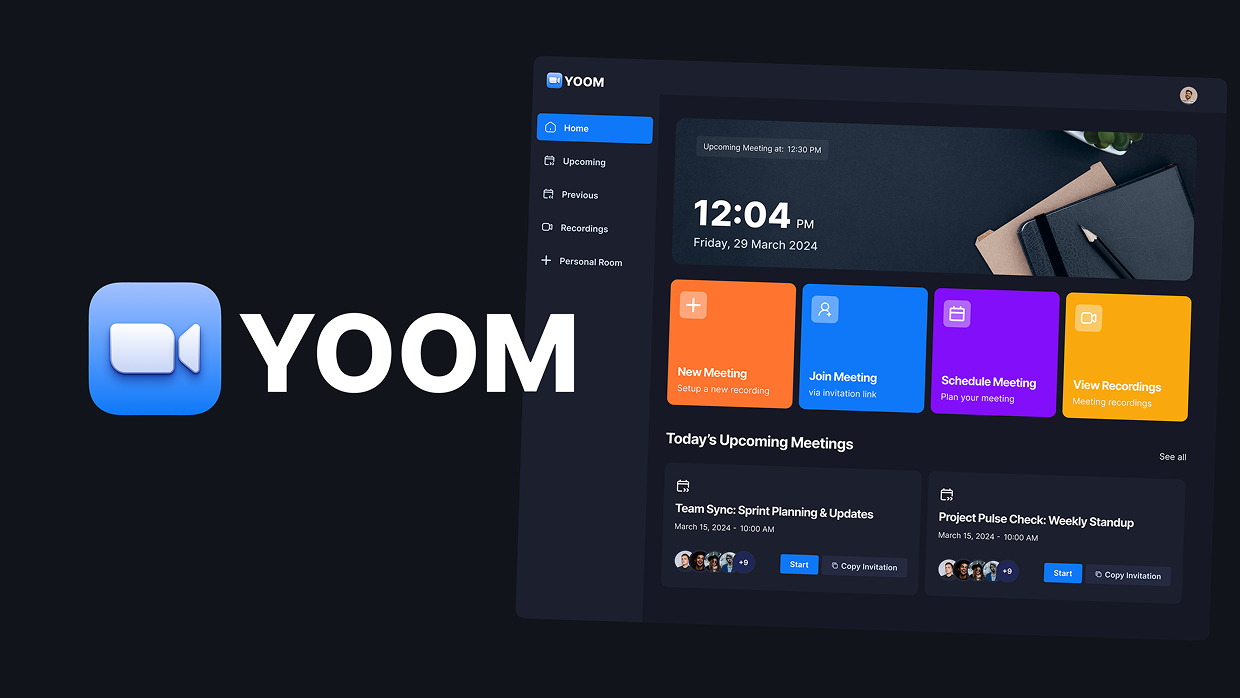 YOOM
YOOM
Home
Upcoming
Previous
Recordings
Personal Room
Upcoming Meeting at: 12:30 PM
12:04 PM
Friday, 29 March 2024
New Meeting
Setup a new recording
Join Meeting
via invitation link
Schedule Meeting
Plan your meeting
View Recordings
Meeting recordings
Today’s Upcoming Meetings
See all
Team Sync: Sprint Planning & Updates
March 15, 2024 - 10:00 AM
+9
Start
Copy Invitation
Project Pulse Check: Weekly Standup
March 15, 2024 - 10:00 AM
+9
Start
Copy Invitation